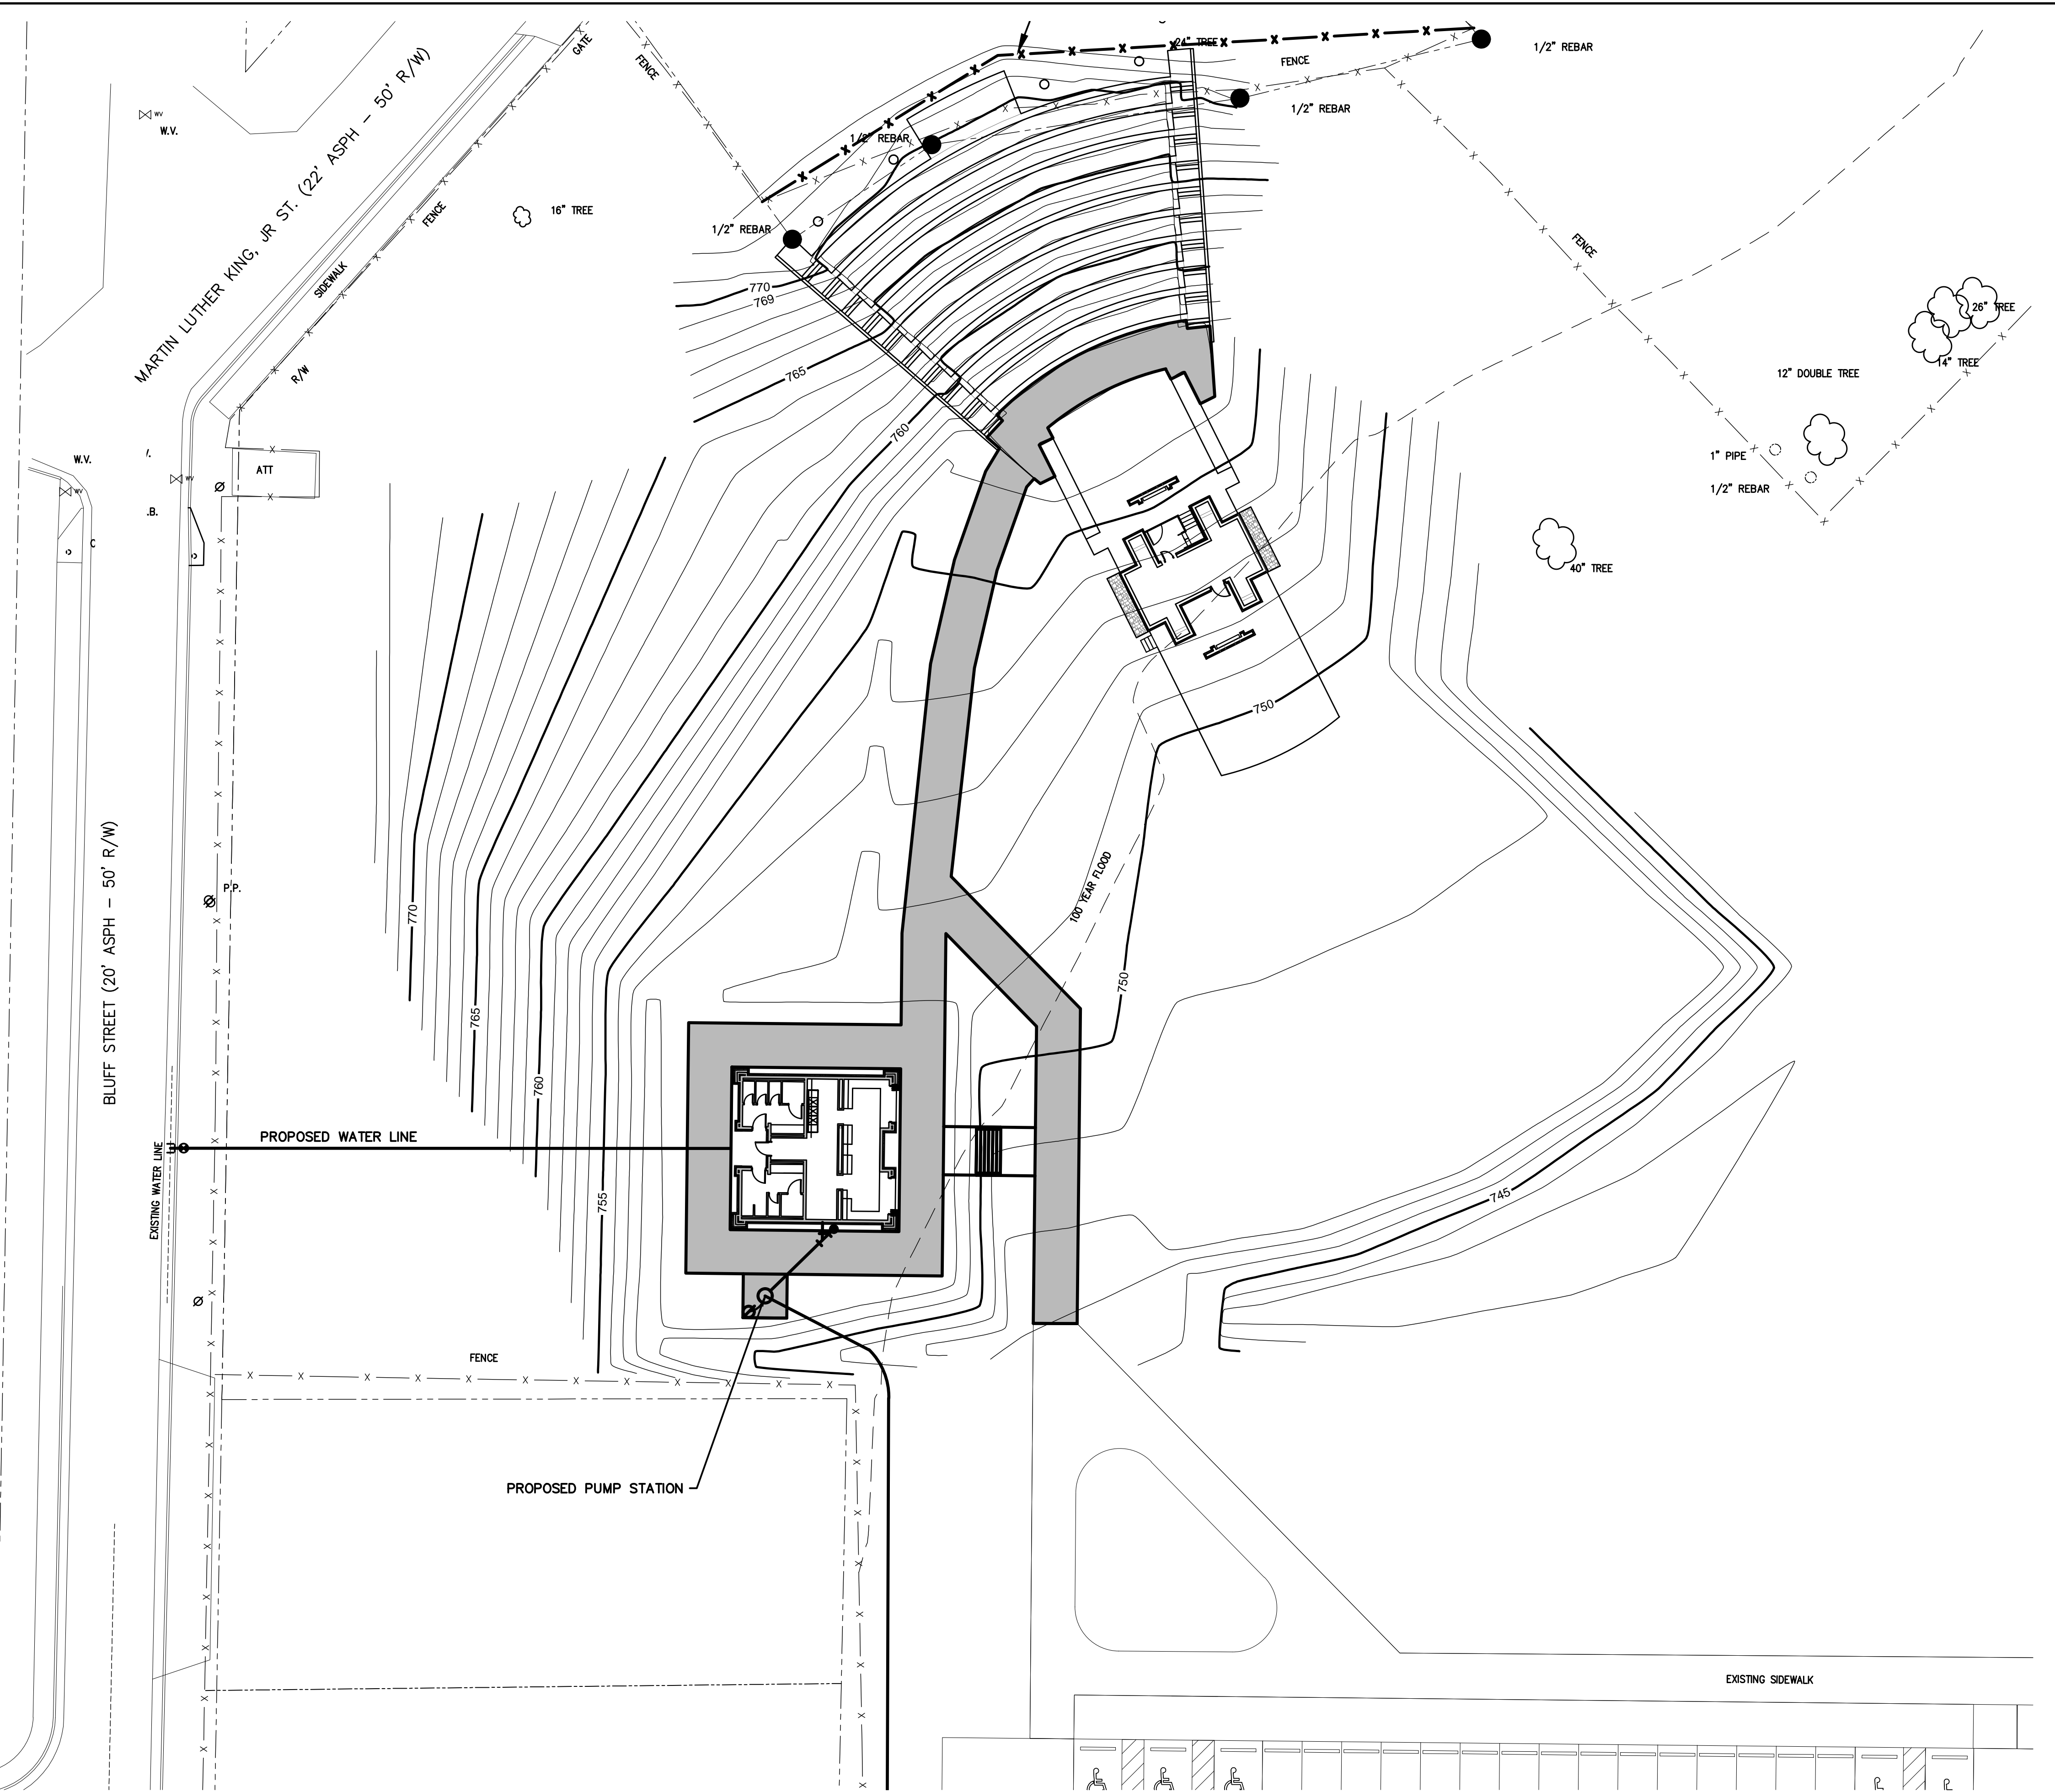 24" TREE
1/2" REBAR
FENCE
GATE
FENCE
1/2" REBAR
WV
W.V.
MARTIN LUTHER KING, JR ST. (22' ASPH - 50' R/W)
1/2" REBAR
FENCE
16" TREE
1/2" REBAR
FENCE
SIDEWALK
770
769
26" TREE
14" TREE
R/W
765
12" DOUBLE TREE
760
W.V.
ATT
WV
WV
1" PIPE
1/2" REBAR
.B.
C
40" TREE
750
100 YEAR FLOOD
P.P.
770
BLUFF STREET (20' ASPH - 50' R/W)
750
765
760
PROPOSED WATER LINE
EXISTING WATER LINE
755
745
FENCE
PROPOSED PUMP STATION
EXISTING SIDEWALK